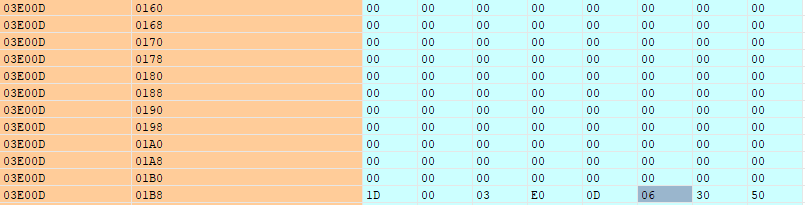 03E00D 0160 00 00 00 00 00 00 00 00
03E00D 0168 00 00 00 00 00 00 00 00
03E00D 0170 00 00 00 00 00 00 00 00
03E00D 0178 00 00 00 00 00 00 00 00
03E00D 0180 00 00 00 00 00 00 00 00
03E00D 0188 00 00 00 00 00 00 00 00
03E00D 0190 00 00 00 00 00 00 00 00
03E00D 0198 00 00 00 00 00 00 00 00
03E00D 01A0 00 00 00 00 00 00 00 00
03E00D 01A8 00 00 00 00 00 00 00 00
03E00D 01B0 00 00 00 00 00 00 00 00
03E00D 01B8 1D 00 03 E0 0D 06 30 50